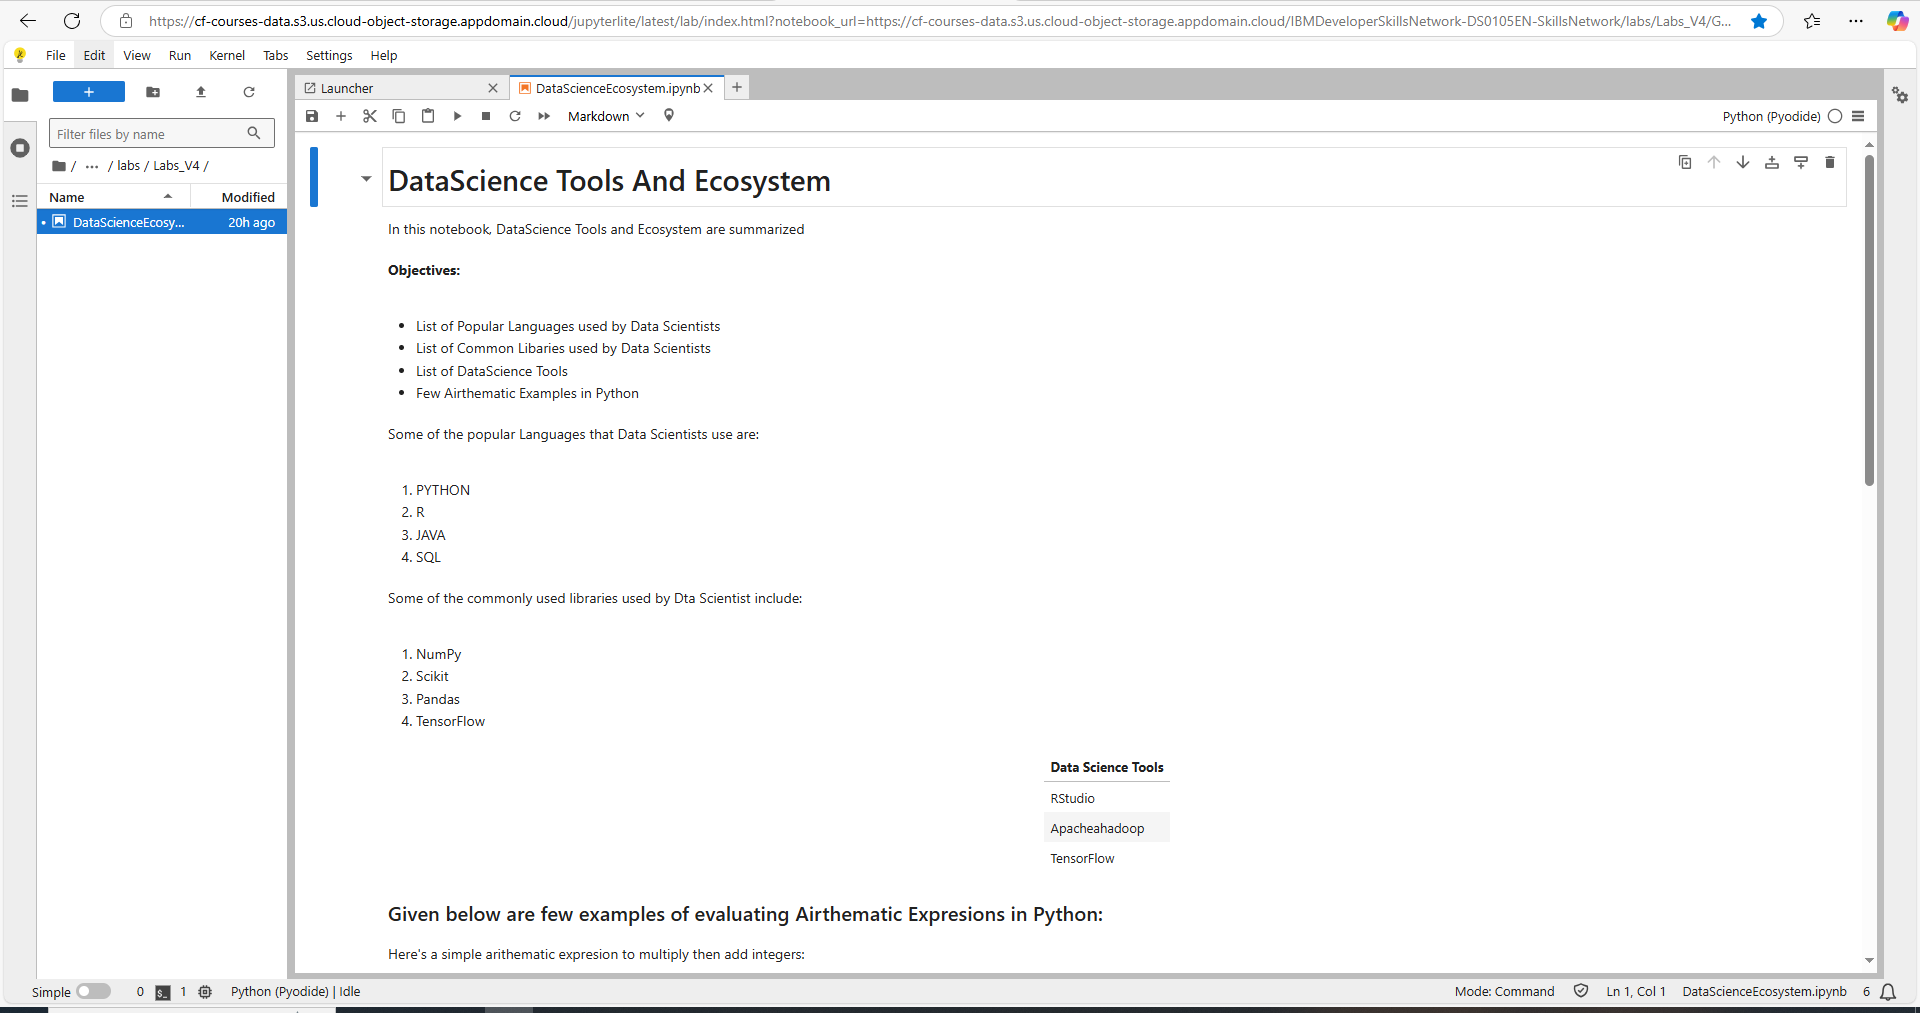 https://cf-courses-data.s3.us.cloud-object-storage.appdomain.cloud/jupyterlite/latest/lab/index.html?notebook_url=https://cf-courses-data.s3.us.cloud-object-storage.appdomain.cloud/IBMDeveloperSkillsNetwork-DS0105EN-SkillsNetwork/labs/Labs_V4/G...
File Edit View Run Kernel Tabs Settings Help
Launcher
DataScienceEcosystem.ipynb
Markdown
Python (Pyodide)
Filter files by name
/ ... / labs / Labs_V4 /
Name Modified
DataScienceEcosy... 20h ago
DataScience Tools And Ecosystem
In this notebook, DataScience Tools and Ecosystem are summarized
Objectives:
• List of Popular Languages used by Data Scientists
• List of Common Libaries used by Data Scientists
• List of DataScience Tools
• Few Airthematic Examples in Python
Some of the popular Languages that Data Scientists use are:
1. PYTHON
2. R
3. JAVA
4. SQL
Some of the commonly used libraries used by Dta Scientist include:
1. NumPy
2. Scikit
3. Pandas
4. TensorFlow
Data Science Tools
RStudio
Apacheahadoop
TensorFlow
Given below are few examples of evaluating Airthematic Expresions in Python:
Here's a simple arithematic expresion to multiply then add integers:
Simple 0 $_ 1 Python (Pyodide) | Idle Mode: Command Ln 1, Col 1 DataScienceEcosystem.ipynb 6